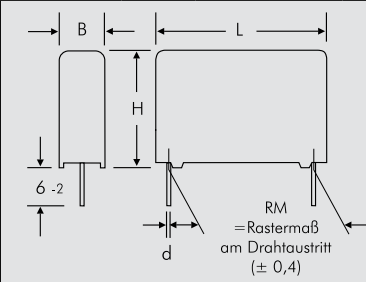 B
L
H
6 -2
d
RM
=Rastermaß
am Drahtaustritt
(± 0,4)